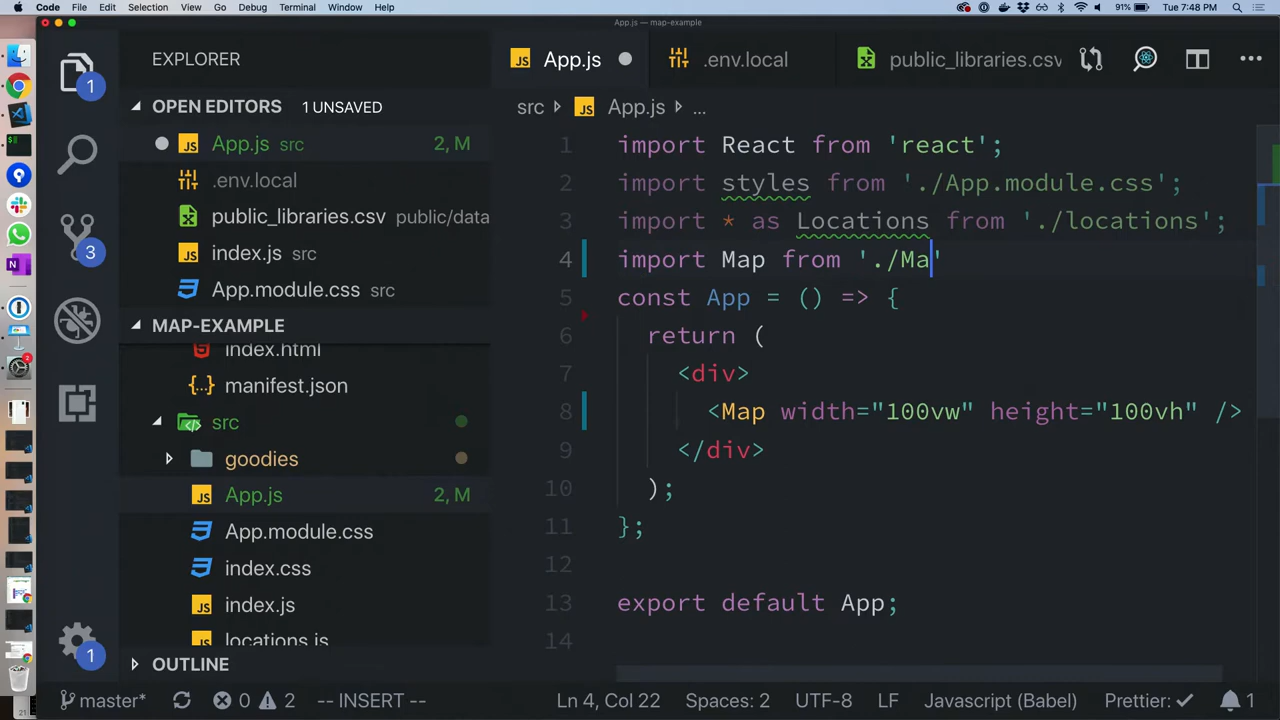 Code File Edit Selection View Go Debug Terminal Window Help 91% Tue 7:48 PM
App.js — map-example
EXPLORER
OPEN EDITORS 1 UNSAVED
App.js src 2, M
.env.local
public_libraries.csv public/data
index.js src
App.module.css src
MAP-EXAMPLE
index.html
manifest.json
src
goodies
App.js 2, M
App.module.css
index.css
index.js
locations.js
OUTLINE
1
3
1
App.js .env.local public_libraries.csv
src App.js ...
1 import React from 'react';
2 import styles from './App.module.css';
3 import * as Locations from './locations';
4 import Map from './Ma'
5 const App = () => {
6 return (
7 <div>
8 <Map width="100vw" height="100vh" />
9 </div>
10 );
11 };
12
13 export default App;
14
master* 0 2 -- INSERT -- Ln 4, Col 22 Spaces: 2 UTF-8 LF Javascript (Babel) Prettier: ✓ 1